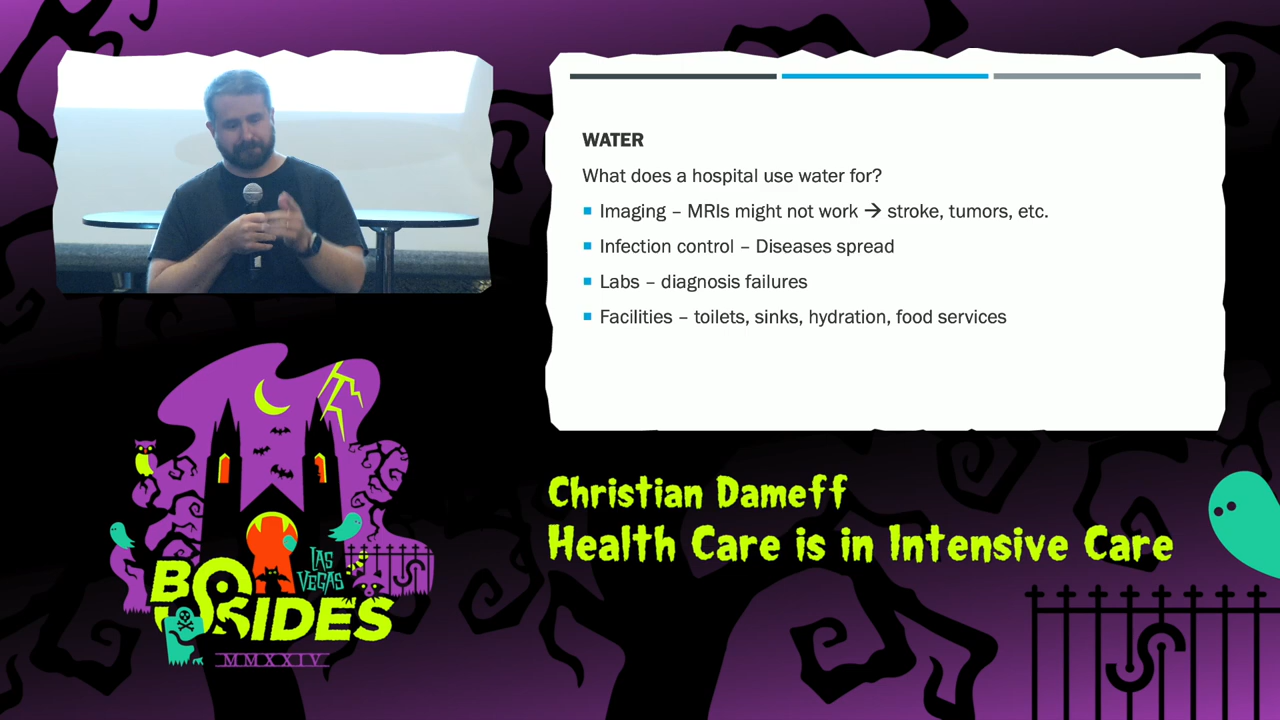 WATER
What does a hospital use water for?
Imaging – MRIs might not work → stroke, tumors, etc.
Infection control – Diseases spread
Labs – diagnosis failures
Facilities – toilets, sinks, hydration, food services
Christian Dameff
Health Care is in Intensive Care
LAS
VEGAS
BSIDES
MMXXIV